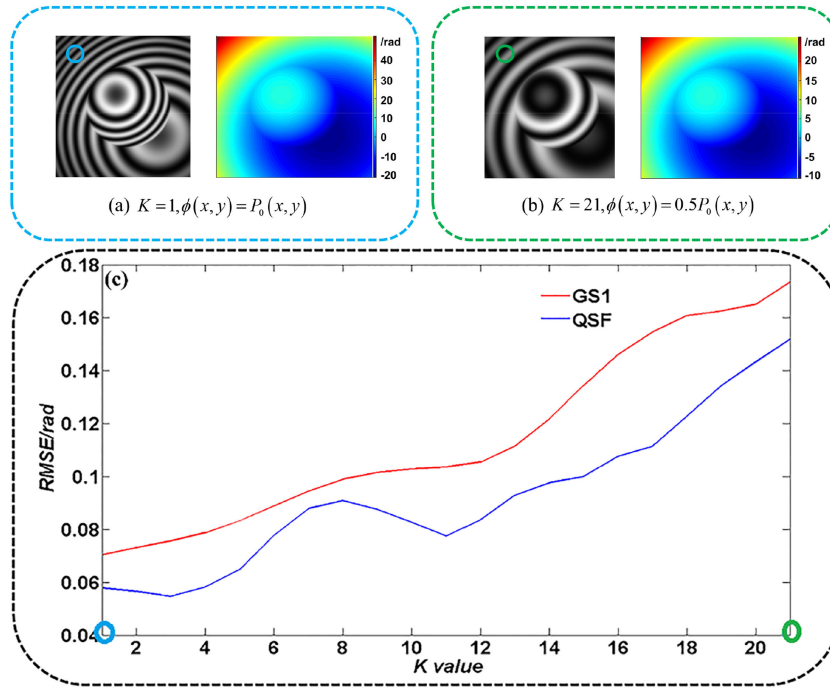 /rad
40
30
20
10
0
-10
-20
(a) K = 1, ϕ(x, y) = P₀(x, y)
/rad
20
15
10
5
0
-5
-10
(b) K = 21, ϕ(x, y) = 0.5P₀(x, y)
(c)
GS1
QSF
RMSE/rad
0.18
0.16
0.14
0.12
0.1
0.08
0.06
0.04
2 4 6 8 10 12 14 16 18 20
K value